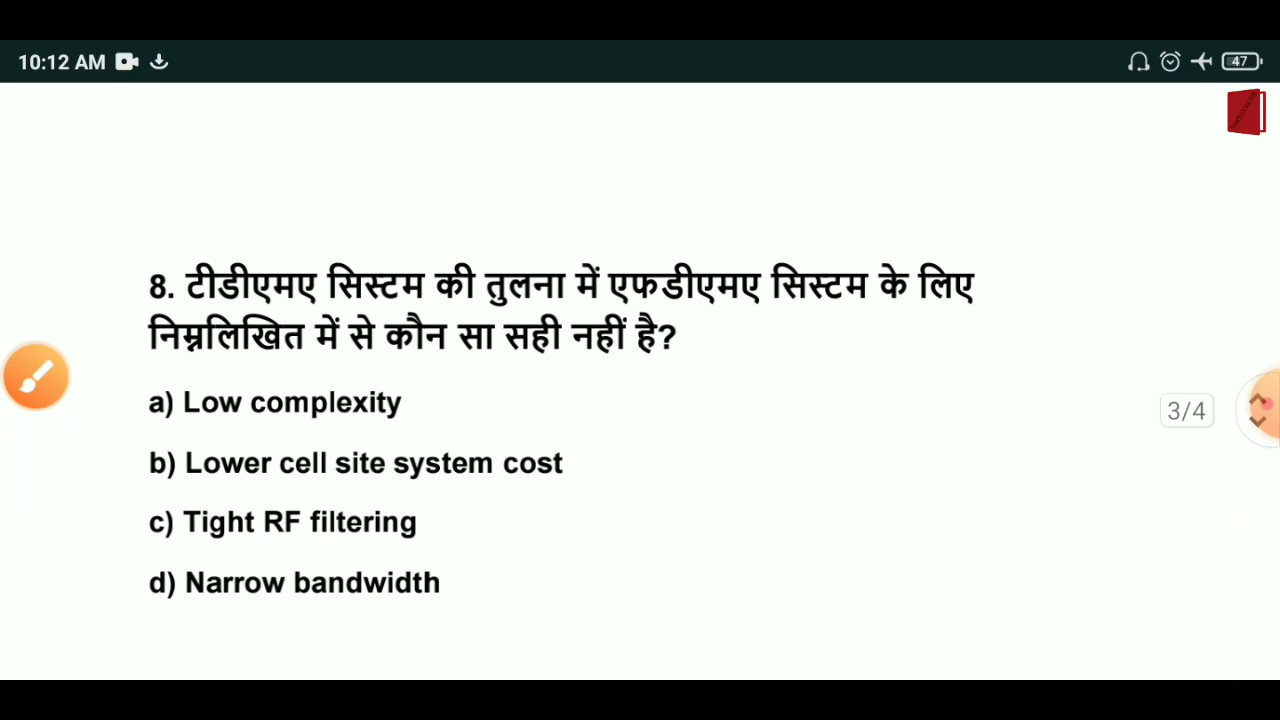 10:12 AM
47
8. टीडीएमए सिस्टम की तुलना में एफडीएमए सिस्टम के लिए
निम्नलिखित में से कौन सा सही नहीं है?
a) Low complexity
3/4
b) Lower cell site system cost
c) Tight RF filtering
d) Narrow bandwidth